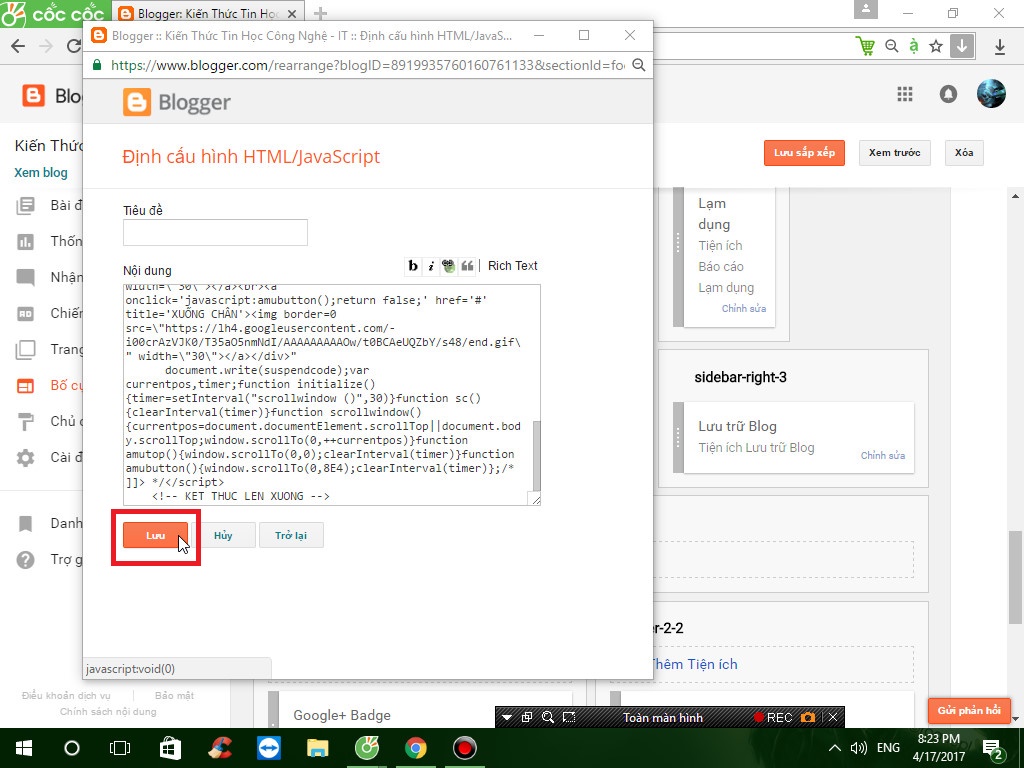 cốc cốc
Blogger: Kiến Thức Tin Học
Blogger :: Kiến Thức Tin Học Công Nghệ - IT :: Định cấu hình HTML/JavaS...
https://www.blogger.com/rearrange?blogID=8919935760160761133&sectionId=foo
Blogger
Định cấu hình HTML/JavaScript
Tiêu đề
Nội dung
b i Rich Text
width=\"30\"></a><br><a
onclick='javascript:amubutton();return false;' href='#'
title='XUỐNG CHÂN'><img border=0
src=\"https://lh4.googleusercontent.com/-
i00crAzVJK0/T35aO5nmNdI/AAAAAAAAAOw/t0BCAeUQZbY/s48/end.gif\
" width=\"30\"></a></div>"
document.write(suspendcode);var
currentpos,timer;function initialize()
{timer=setInterval("scrollwindow ()",30)}function sc()
{clearInterval(timer)}function scrollwindow()
{currentpos=document.documentElement.scrollTop||document.bod
y.scrollTop;window.scrollTo(0,++currentpos)}function
amutop(){window.scrollTo(0,0);clearInterval(timer)}function
amubutton(){window.scrollTo(0,8E4);clearInterval(timer)};/*
]]> */</script>
<!-- KET THUC LEN XUONG -->
Lưu
Hủy
Trở lại
javascript:void(0)
Blo
Kiến Thức
Xem blog
Bài đ
Thốn
Nhận
Chiến
Trang
Bố cụ
Chủ
Cài đ
Danh
Trợ g
Điều khoản dịch vụ
Bảo mật
Chính sách nội dung
Lưu sắp xếp
Xem trước
Xóa
Lạm
dụng
Tiện ích
Báo cáo
Lạm dụng
Chỉnh sửa
sidebar-right-3
Lưu trữ Blog
Tiện ích Lưu trữ Blog
Chỉnh sửa
er-2-2
Thêm Tiện ích
Google+ Badge
Gửi phản hồi
Toàn màn hình
REC
ENG
8:23 PM
4/17/2017
2